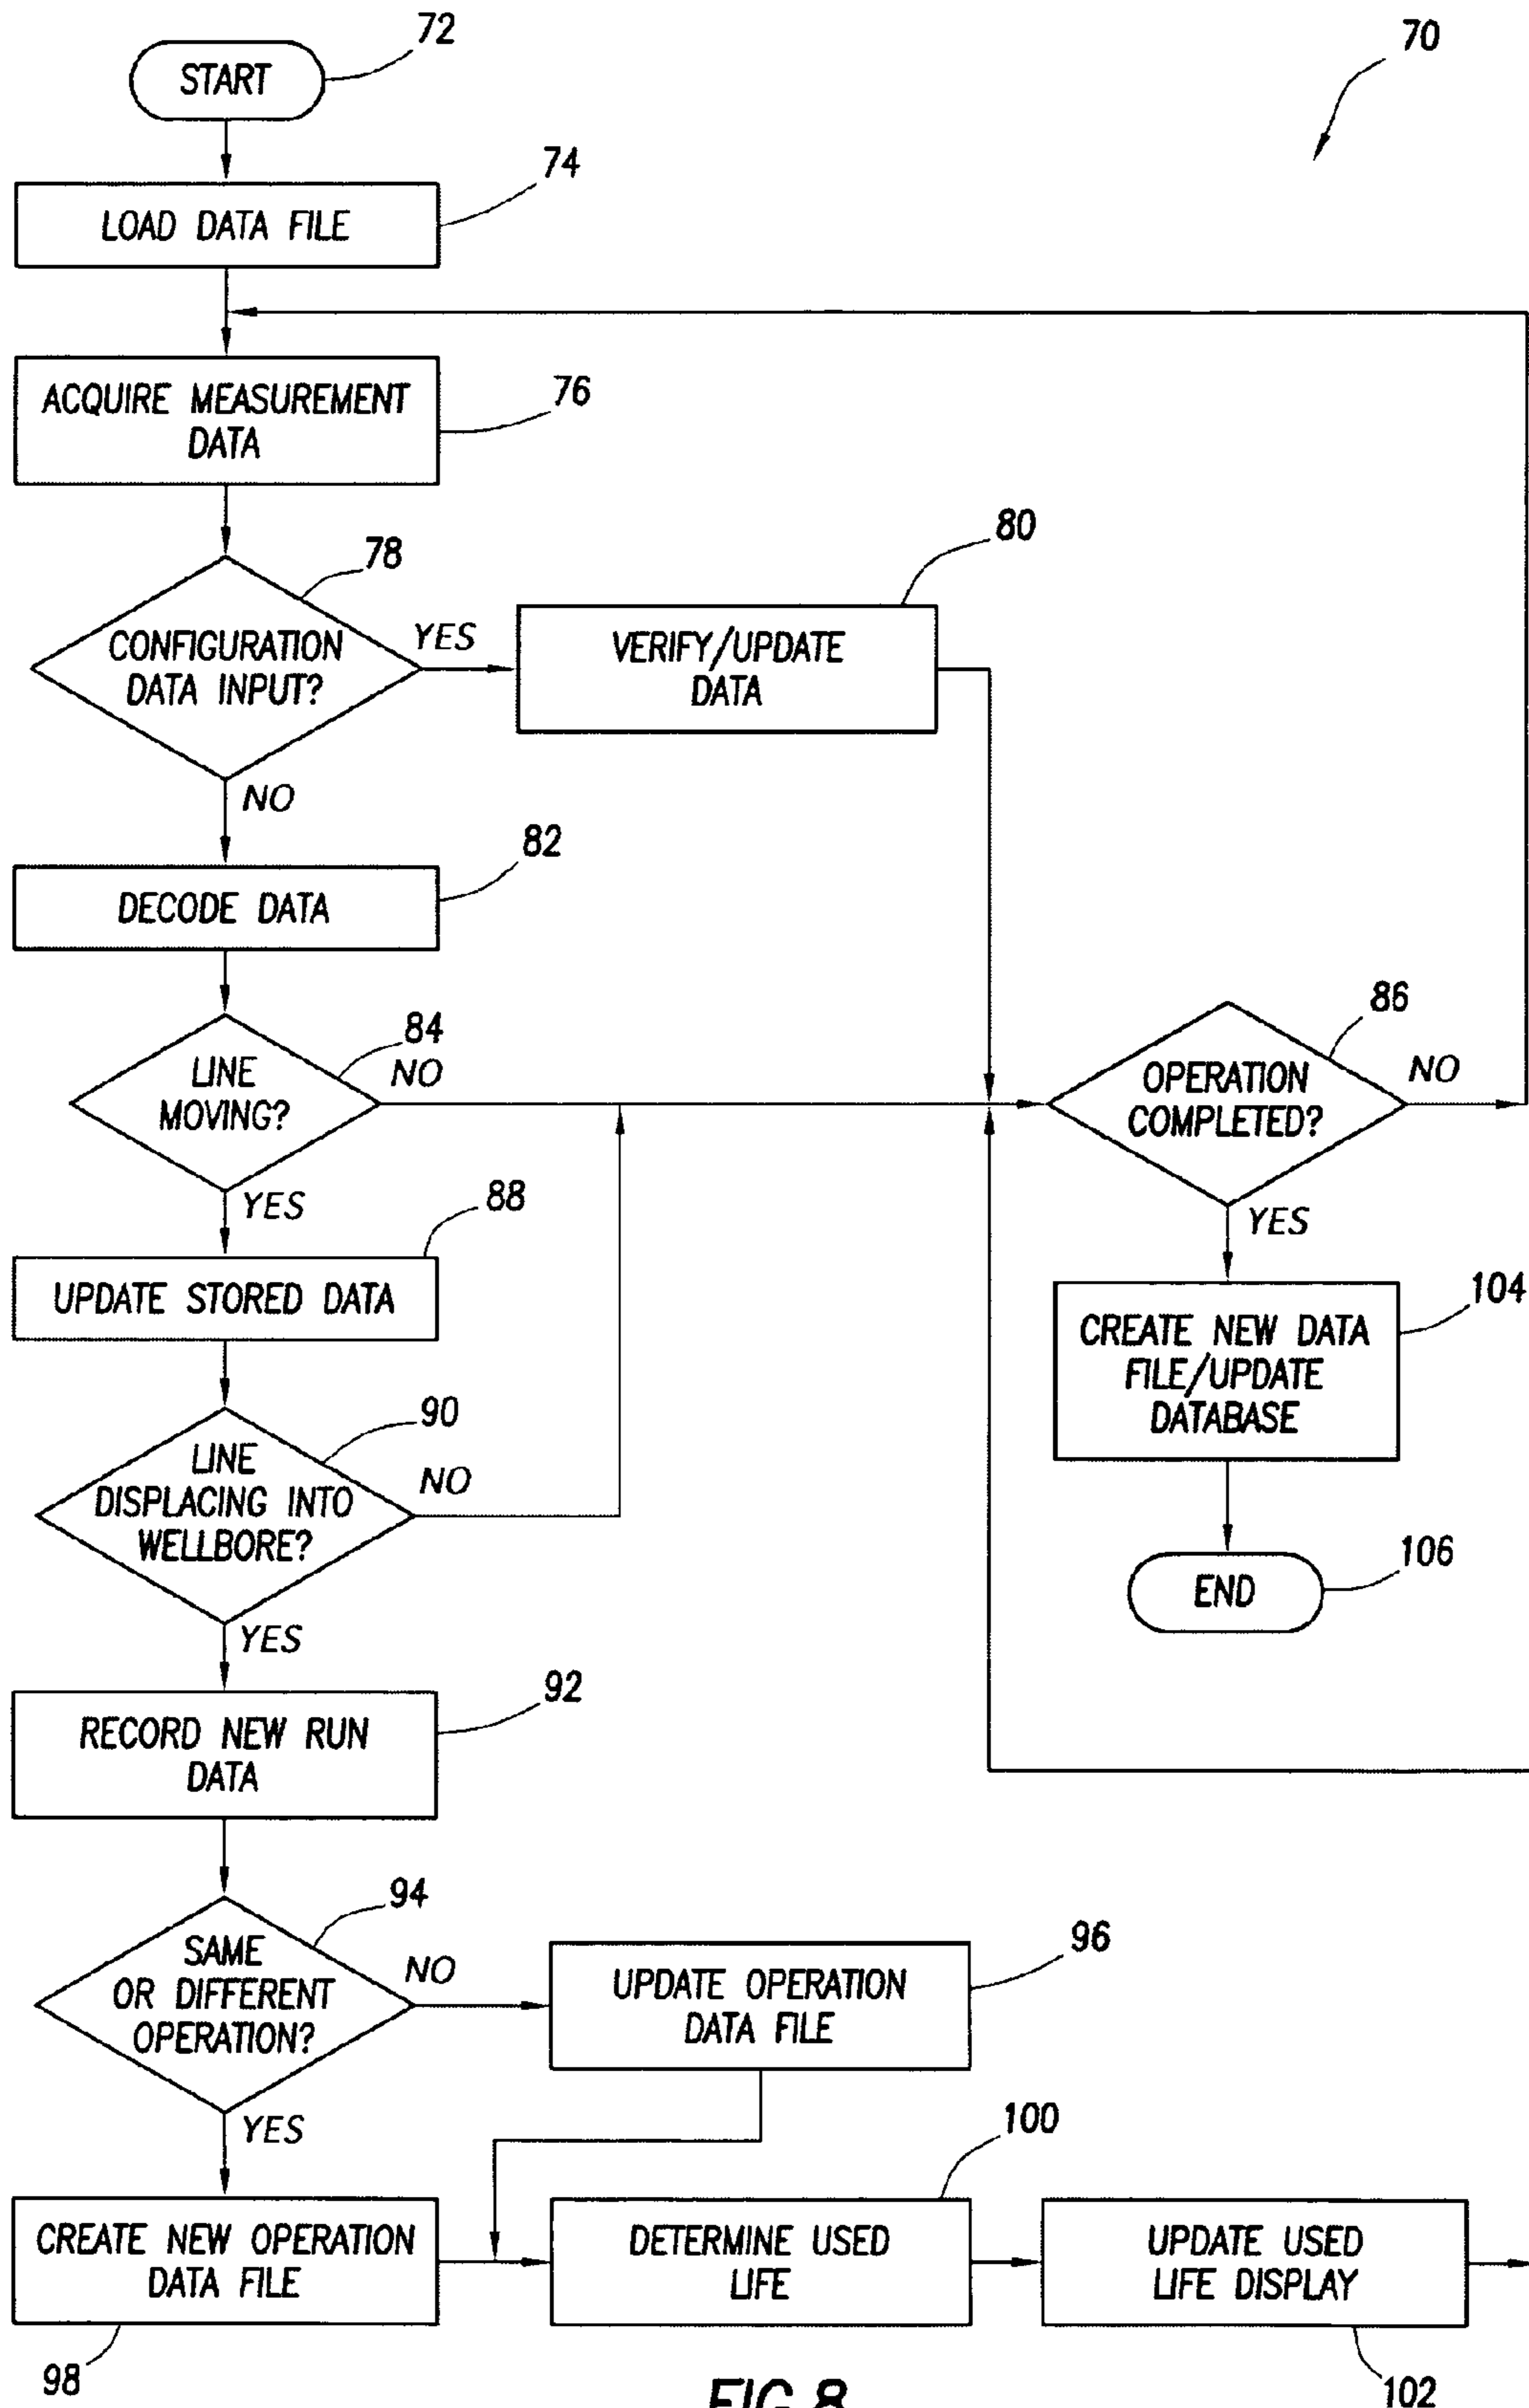 72
70
START
74
LOAD DATA FILE
ACQUIRE MEASUREMENT
DATA
76
78
80
CONFIGURATION
DATA INPUT?
YES
VERIFY/UPDATE
DATA
NO
82
DECODE DATA
84
LINE
MOVING?
NO
86
OPERATION
COMPLETED?
NO
YES
88
YES
UPDATE STORED DATA
104
CREATE NEW DATA
FILE/UPDATE
DATABASE
90
LINE
DISPLACING INTO
WELLBORE?
NO
106
END
YES
92
RECORD NEW RUN
DATA
94
SAME
OR DIFFERENT
OPERATION?
NO
96
UPDATE OPERATION
DATA FILE
YES
100
CREATE NEW OPERATION
DATA FILE
DETERMINE USED
LIFE
UPDATE USED
LIFE DISPLAY
98
102
FIG.8